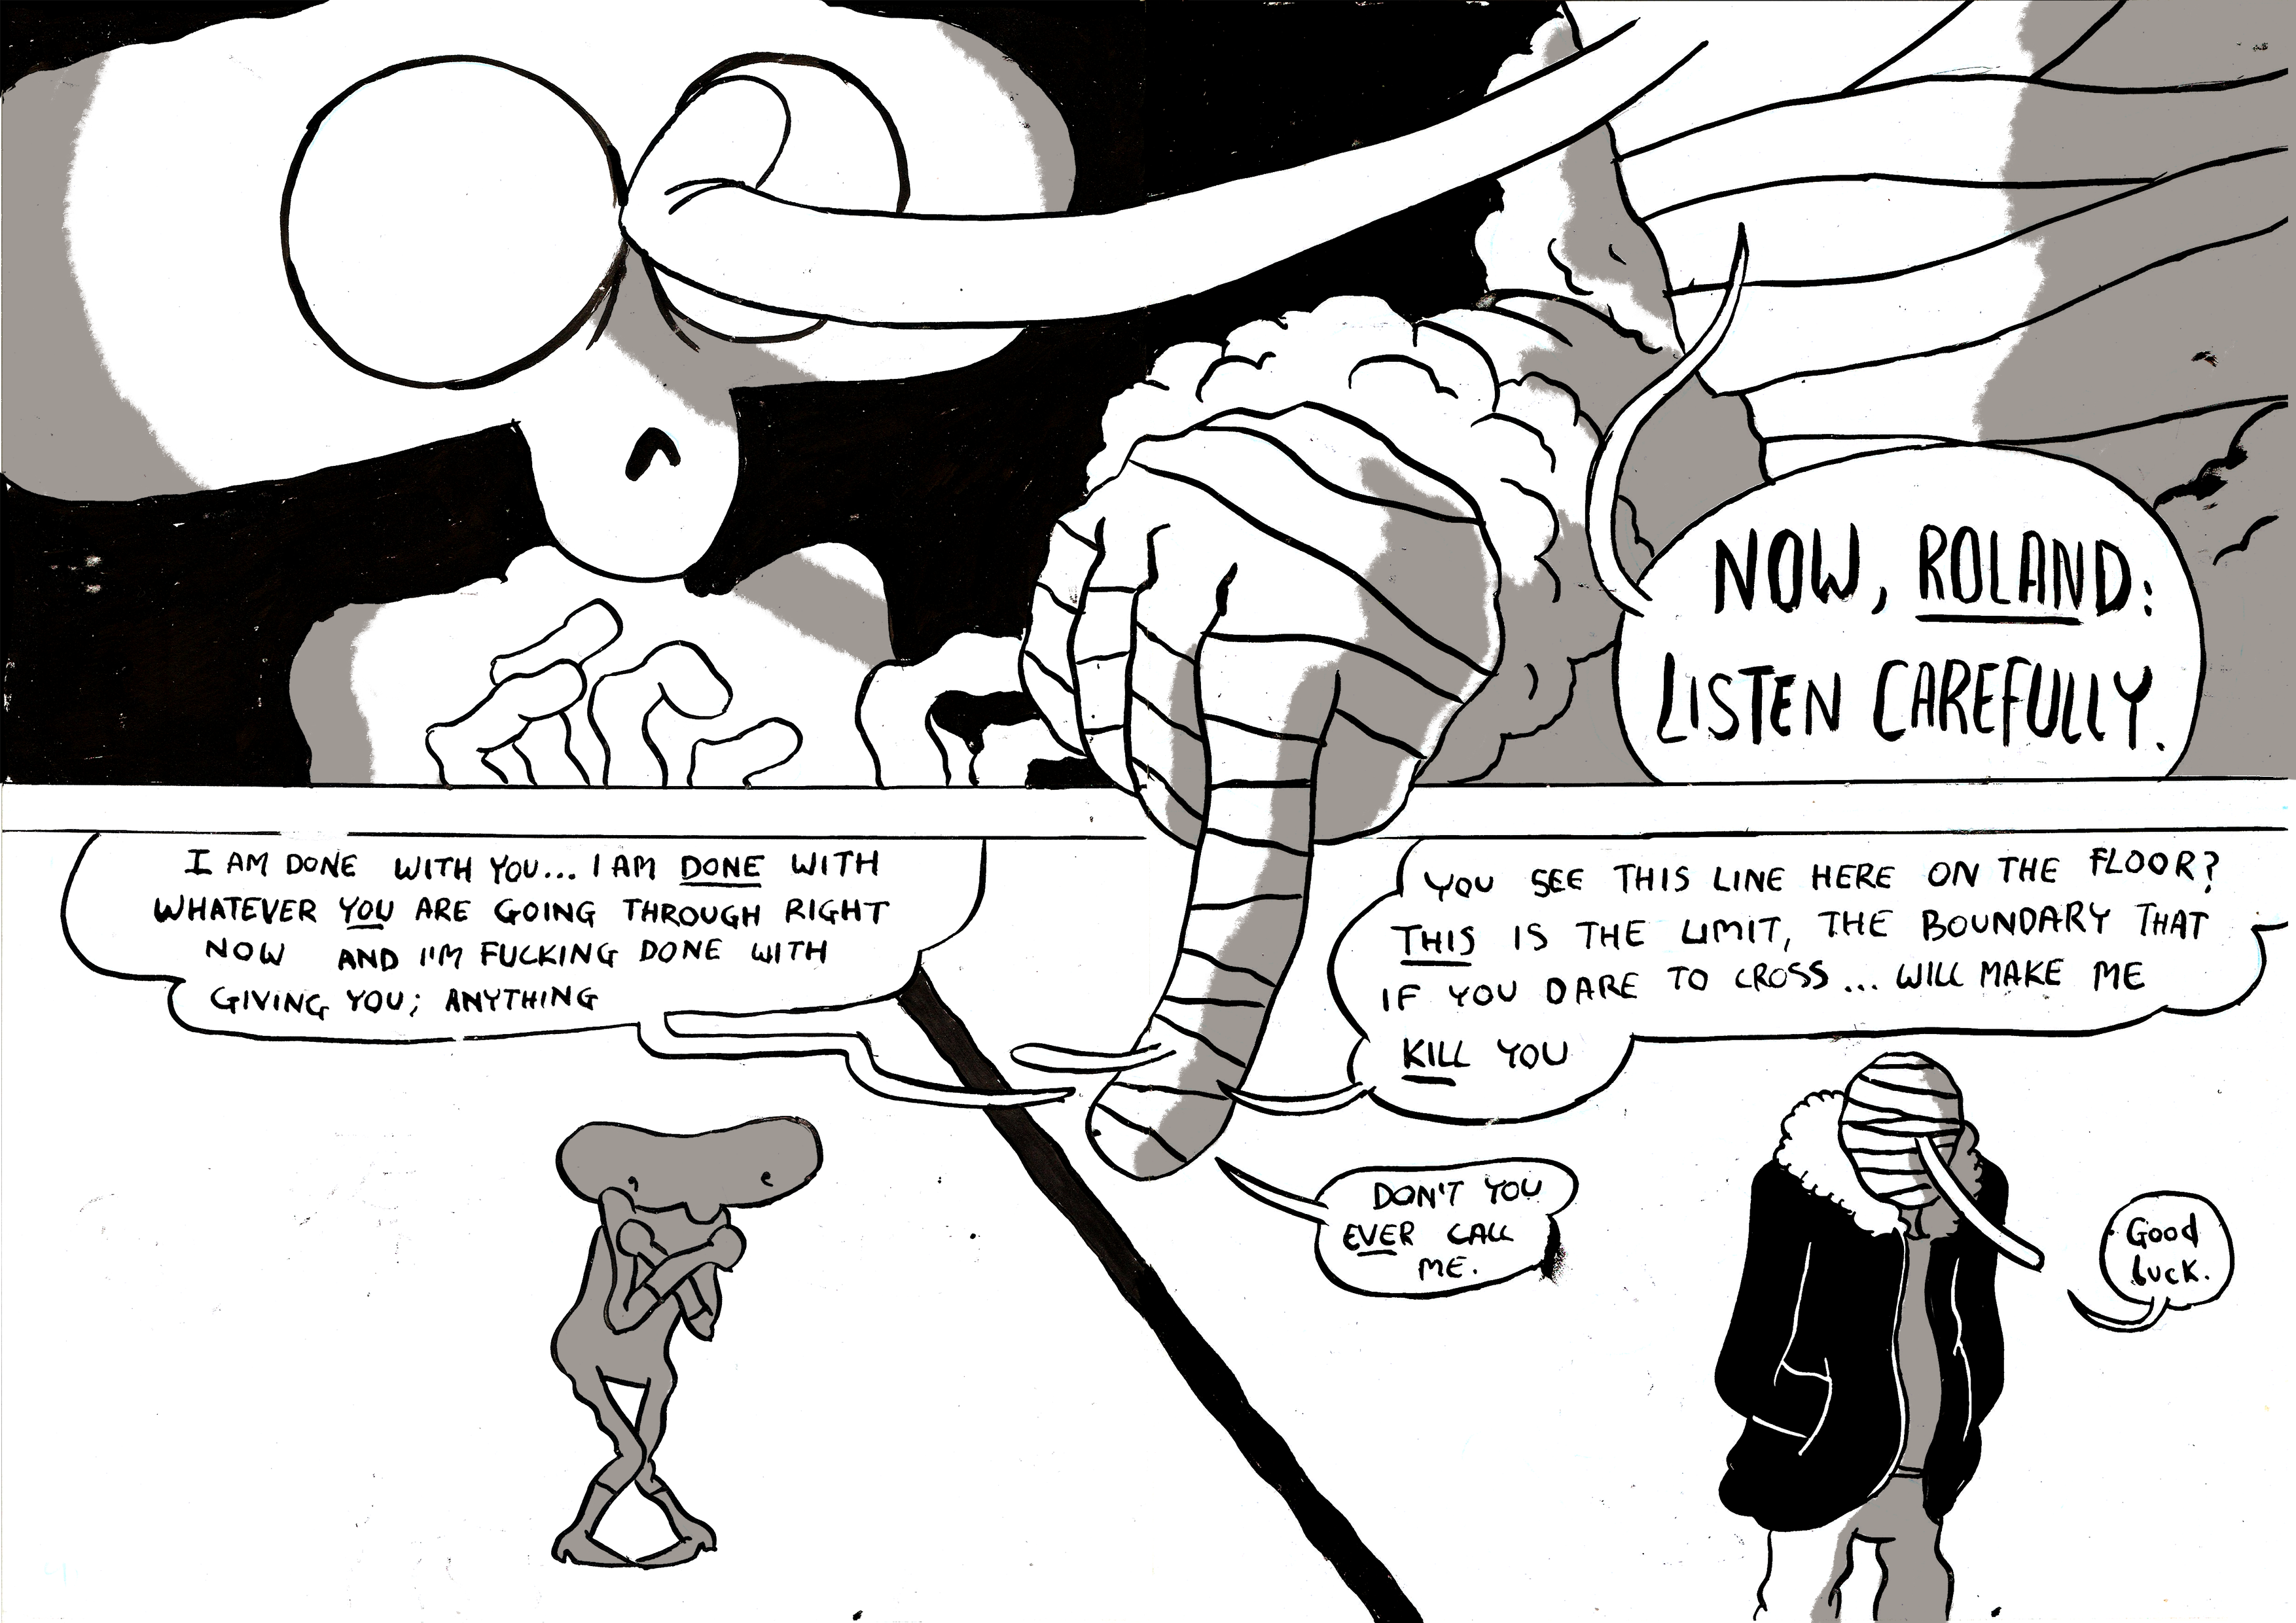 NOW, ROLAND:
LISTEN CAREFULLY.
I AM DONE WITH YOU... I AM DONE WITH
WHATEVER YOU ARE GOING THROUGH RIGHT
NOW AND I'M FUCKING DONE WITH
GIVING YOU; ANYTHING
YOU SEE THIS LINE HERE ON THE FLOOR?
THIS IS THE LIMIT, THE BOUNDARY THAT
IF YOU DARE TO CROSS... WILL MAKE ME
KILL YOU
DON'T YOU
EVER CALL
ME.
Good
luck.